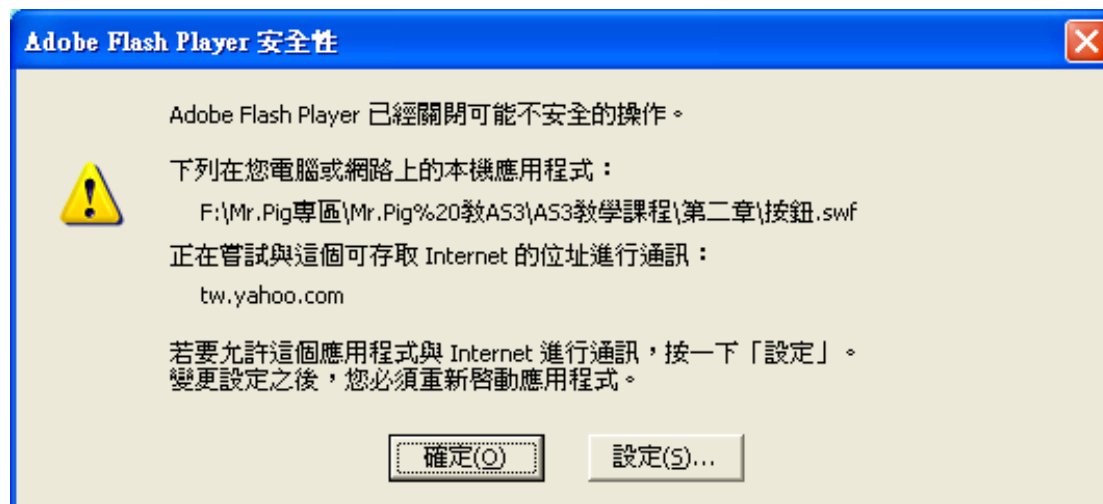 Adobe Flash Player 安全性
Adobe Flash Player 已經關閉可能不安全的操作。
下列在您電腦或網路上的本機應用程式：
F:\Mr.Pig專區\Mr.Pig%20教AS3\AS3教學課程\第二章\按鈕.swf
正在嘗試與這個可存取 Internet 的位址進行通訊：
tw.yahoo.com
若要允許這個應用程式與 Internet 進行通訊，按一下「設定」。
變更設定之後，您必須重新啟動應用程式。
確定(O) 設定(S)...